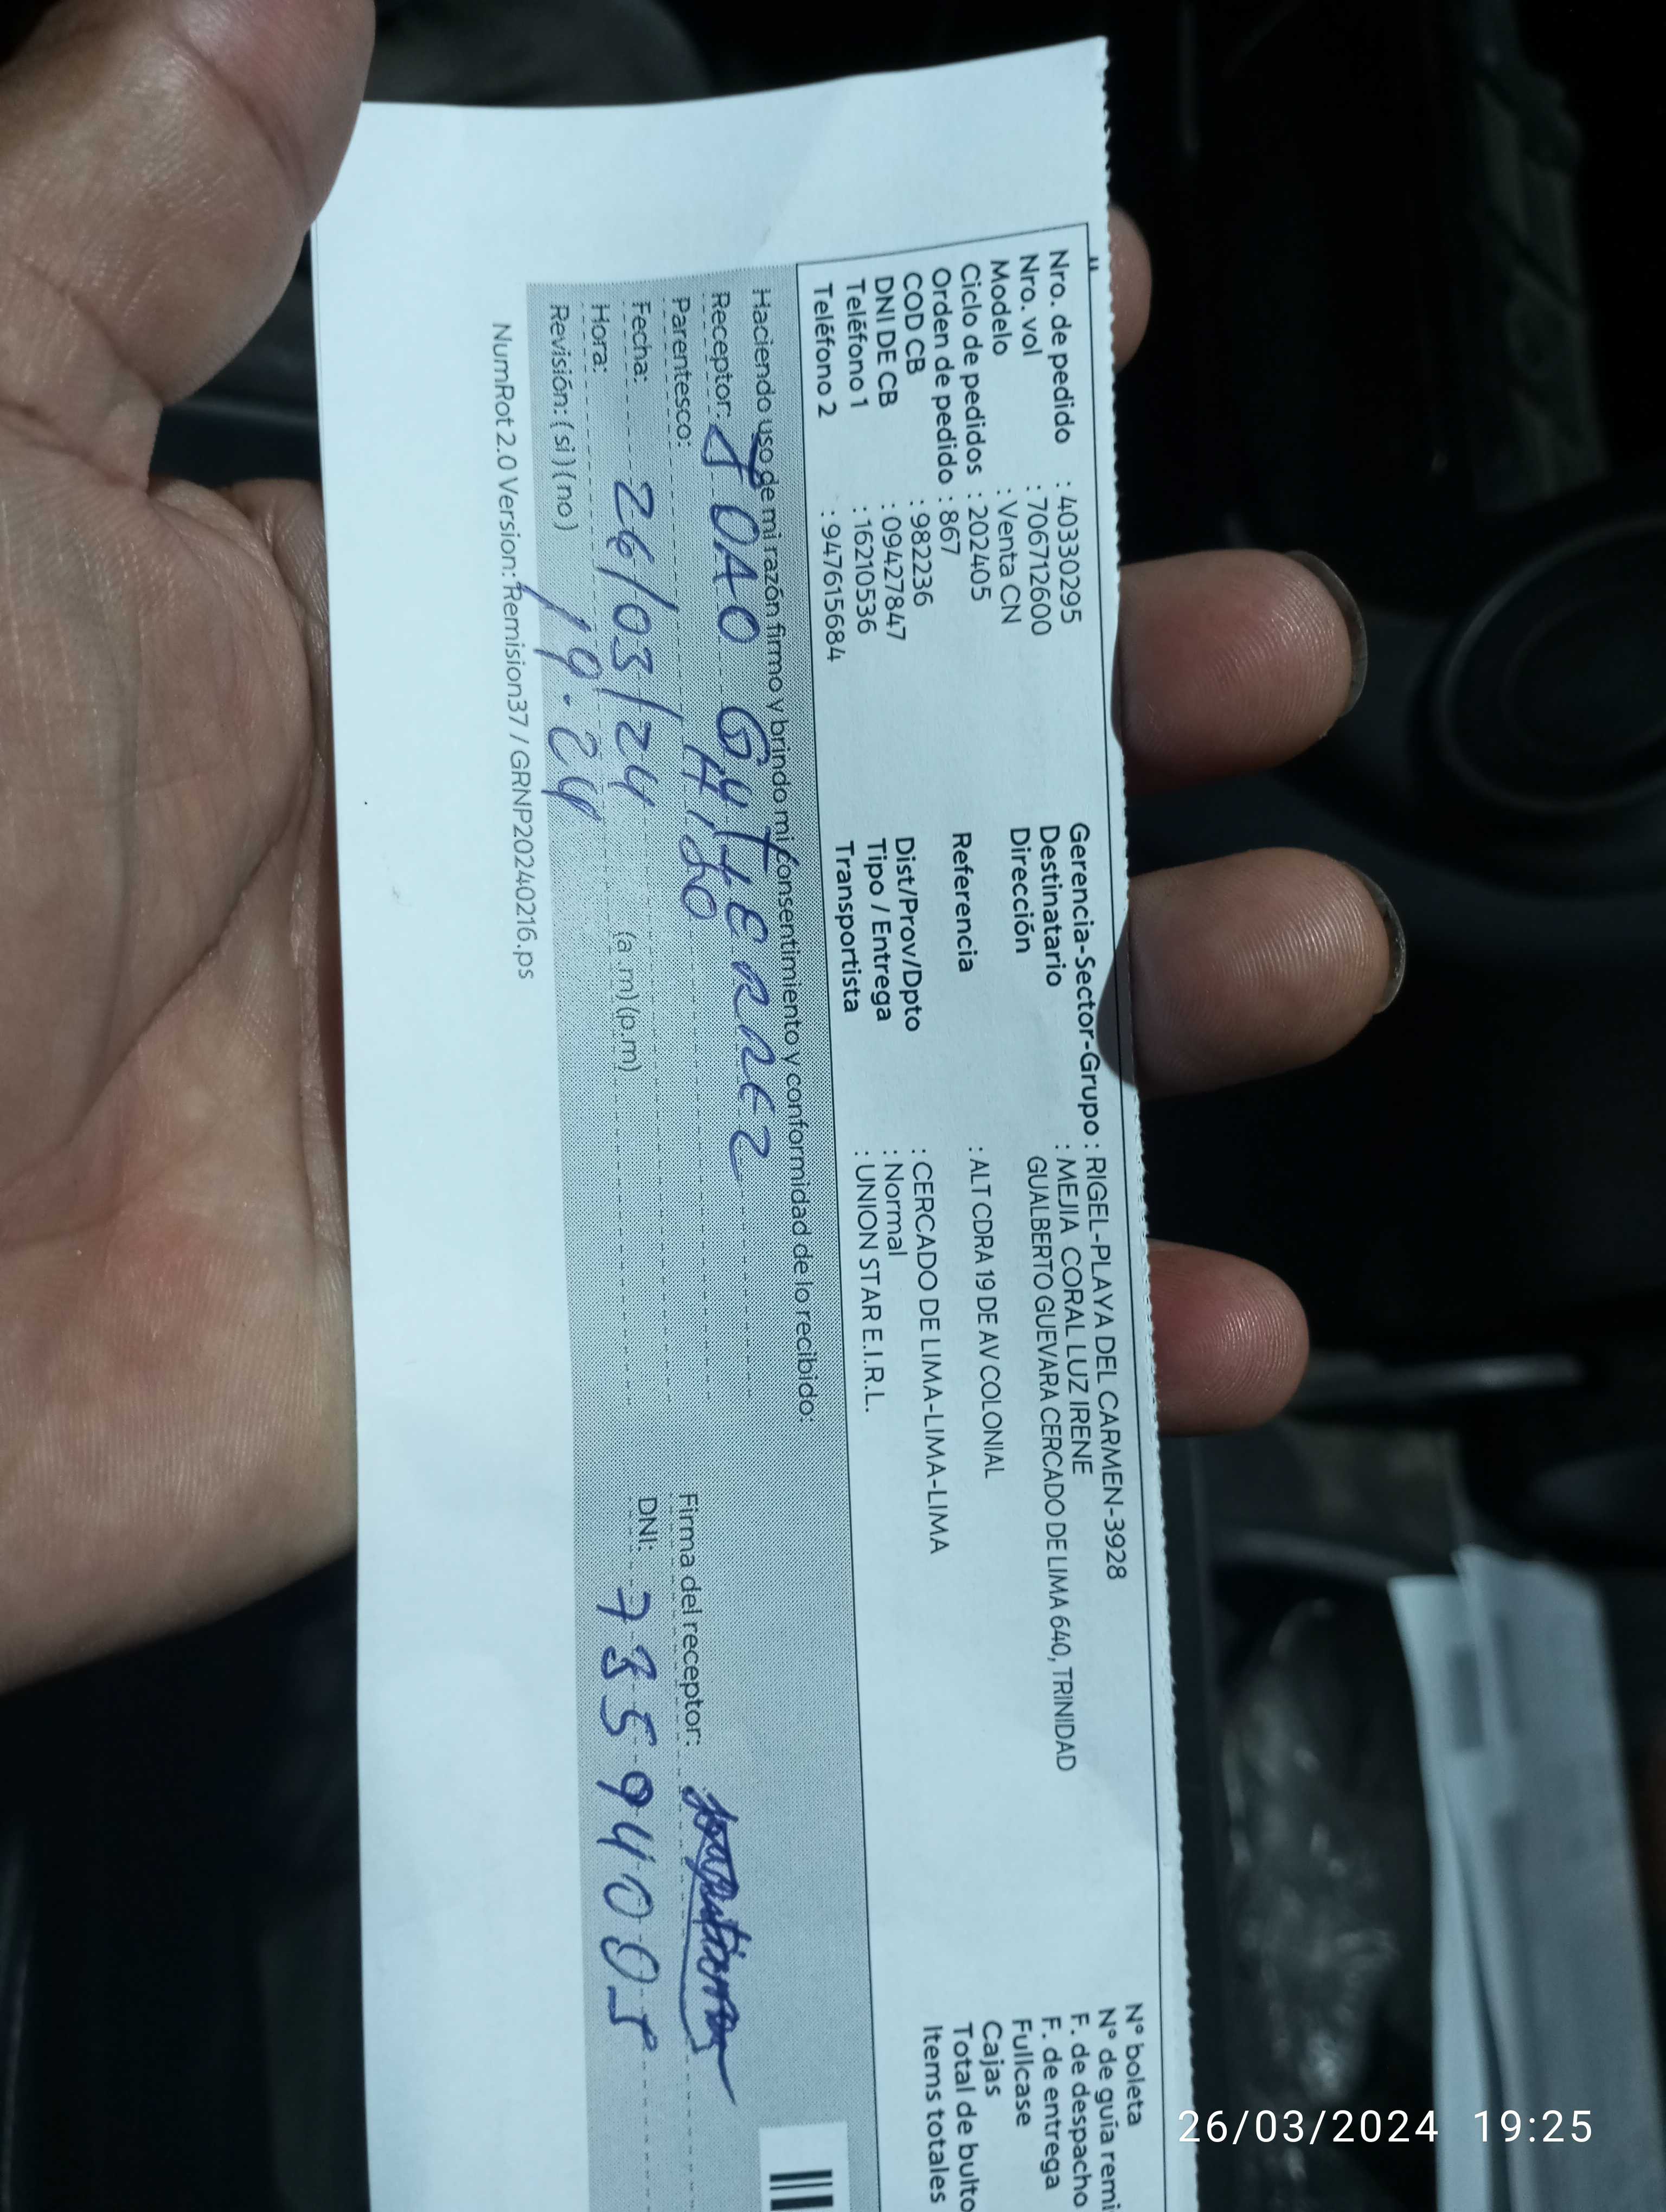 Nro. de pedido : 40330295
Nro. vol : 706712600
Modelo : Venta CN
Ciclo de pedidos : 202405
Orden de pedido : 867
COD CB : 982236
DNI DE CB : 09427847
Teléfono 1 : 16210536
Teléfono 2 : 947615684
Gerencia-Sector-Grupo : RIGEL-PLAYA DEL CARMEN-3928
Destinatario : MEJIA CORAL LUZ IRENE
Dirección GUALBERTO GUEVARA CERCADO DE LIMA 640, TRINIDAD
Referencia : ALT CDRA 19 DE AV COLONIAL
Dist/Prov/Dpto : CERCADO DE LIMA-LIMA-LIMA
Tipo / Entrega : Normal
Transportista : UNION STAR E.I.R.L.
N° boleta
N° de guía remi
F. de despacho
F. de entrega
Fullcase
Cajas
Total de bulto
Items totales
Haciendo uso de mi razón firmo y brindo mi consentimiento y conformidad de lo recibido:
Receptor: JOAO GUTIERREZ
Parentesco: HIJO
Fecha: 26/03/24
Hora: 19:24 (a.m)(p.m)
Revisión: (si)(no)
Firma del receptor:
DNI: 73594005
NumRot 2.0 Version: Remision37 / GRNP20240216.ps
26/03/2024 19:25